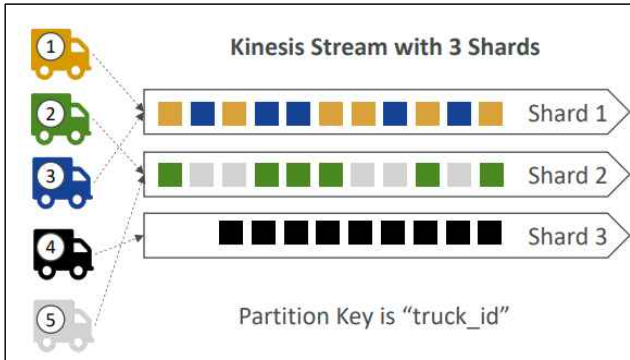 Kinesis Stream with 3 Shards
1
2
3
4
5
Shard 1
Shard 2
Shard 3
Partition Key is “truck_id”